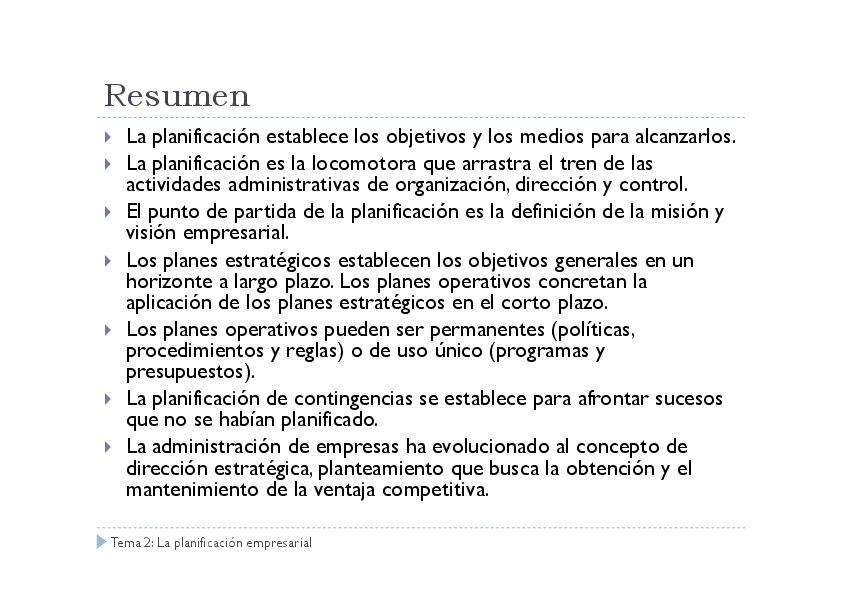 Resumen
La planificación establece los objetivos y los medios para alcanzarlos.
La planificación es la locomotora que arrastra el tren de las
actividades administrativas de organización, dirección y control.
El punto de partida de la planificación es la definición de la misión y
visión empresarial.
Los planes estratégicos establecen los objetivos generales en un
horizonte a largo plazo. Los planes operativos concretan la
aplicación de los planes estratégicos en el corto plazo.
Los planes operativos pueden ser permanentes (políticas,
procedimientos y reglas) o de uso único (programas y
presupuestos).
La planificación de contingencias se establece para afrontar sucesos
que no se habían planificado.
La administración de empresas ha evolucionado al concepto de
dirección estratégica, planteamiento que busca la obtención y el
mantenimiento de la ventaja competitiva.
Tema 2: La planificación empresarial